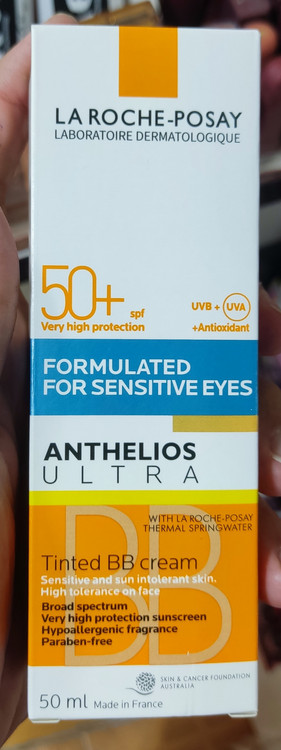 LA ROCHE-POSAY
LABORATOIRE DERMATOLOGIQUE
50+ spf
Very high protection
UVB + UVA
+Antioxidant
FORMULATED
FOR SENSITIVE EYES
ANTHELIOS
ULTRA
BB
WITH LA ROCHE-POSAY
THERMAL SPRINGWATER
Tinted BB cream
Sensitive and sun intolerant skin.
High tolerance on face
Broad spectrum
Very high protection sunscreen
Hypoallergenic fragrance
Paraben-free
SKIN & CANCER FOUNDATION
AUSTRALIA
50 ml Made in France